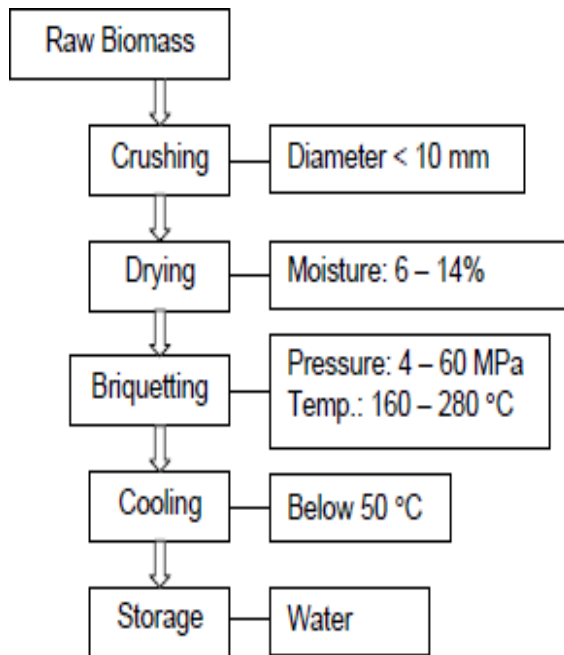 Raw Biomass
Crushing
Diameter < 10 mm
Drying
Moisture: 6 – 14%
Briquetting
Pressure: 4 – 60 MPa
Temp.: 160 – 280 °C
Cooling
Below 50 °C
Storage
Water